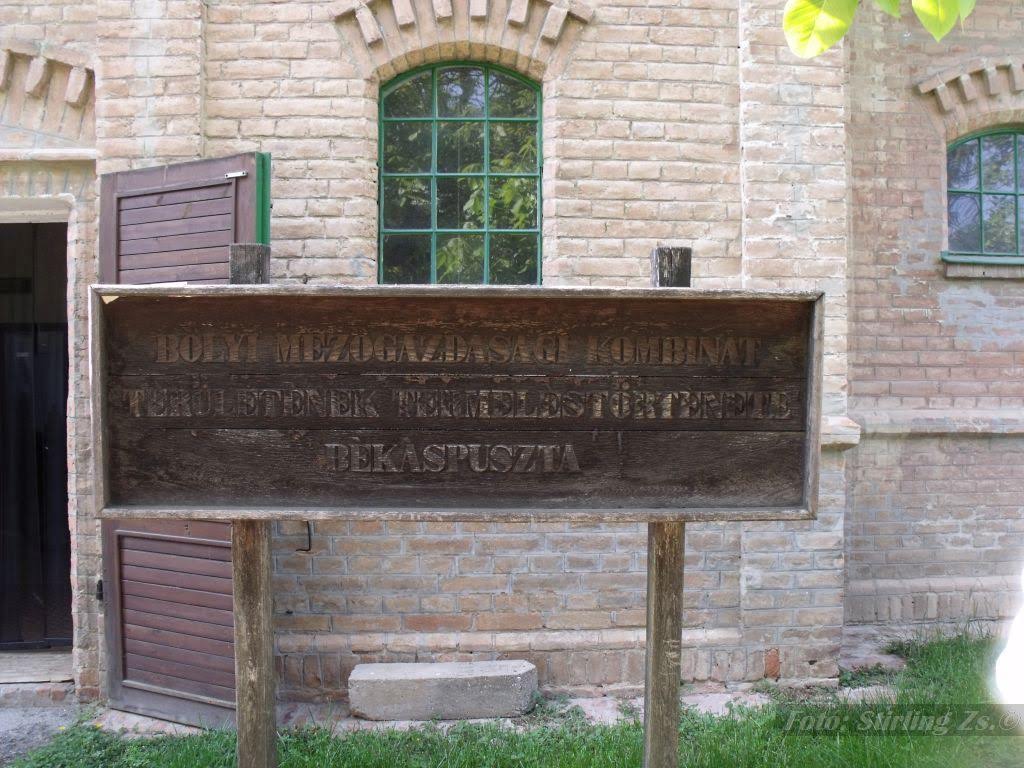 BÓLYI MEZŐGAZDASÁGI KOMBINÁT
TERÜLETÉNEK TERMELÉSTÖRTÉNETE
BÉKÁSPUSZTA
Foto: Stirling Zs.©